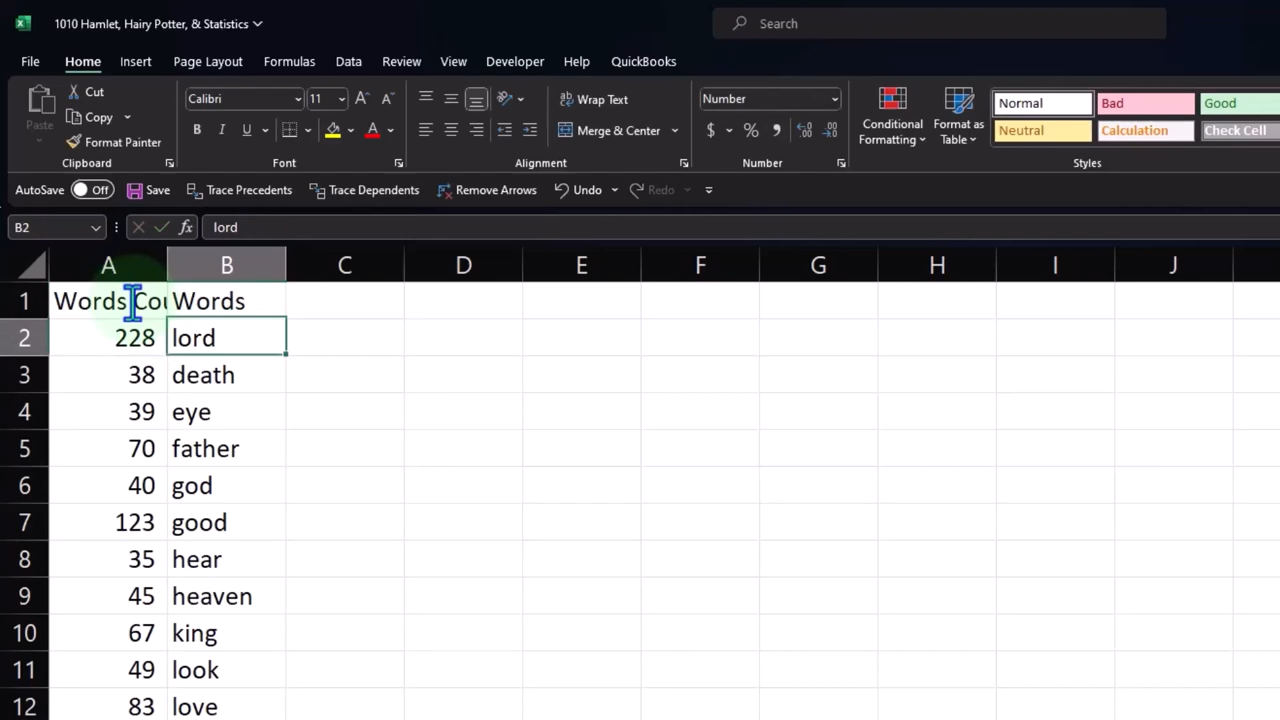 1010 Hamlet, Hairy Potter, & Statistics
Search
File Home Insert Page Layout Formulas Data Review View Developer Help QuickBooks
Paste
Cut
Copy
Format Painter
Clipboard
Calibri 11
B I U
Font
Wrap Text
Merge & Center
Alignment
Number
$ % 9
Number
Conditional Formatting
Format as Table
Normal Bad Good
Neutral Calculation Check Cell
Styles
AutoSave Off Save Trace Precedents Trace Dependents Remove Arrows Undo Redo
B2 fx lord
A B C D E F G H I J
1 Words Cou Words
2 228 lord
3 38 death
4 39 eye
5 70 father
6 40 god
7 123 good
8 35 hear
9 45 heaven
10 67 king
11 49 look
12 83 love